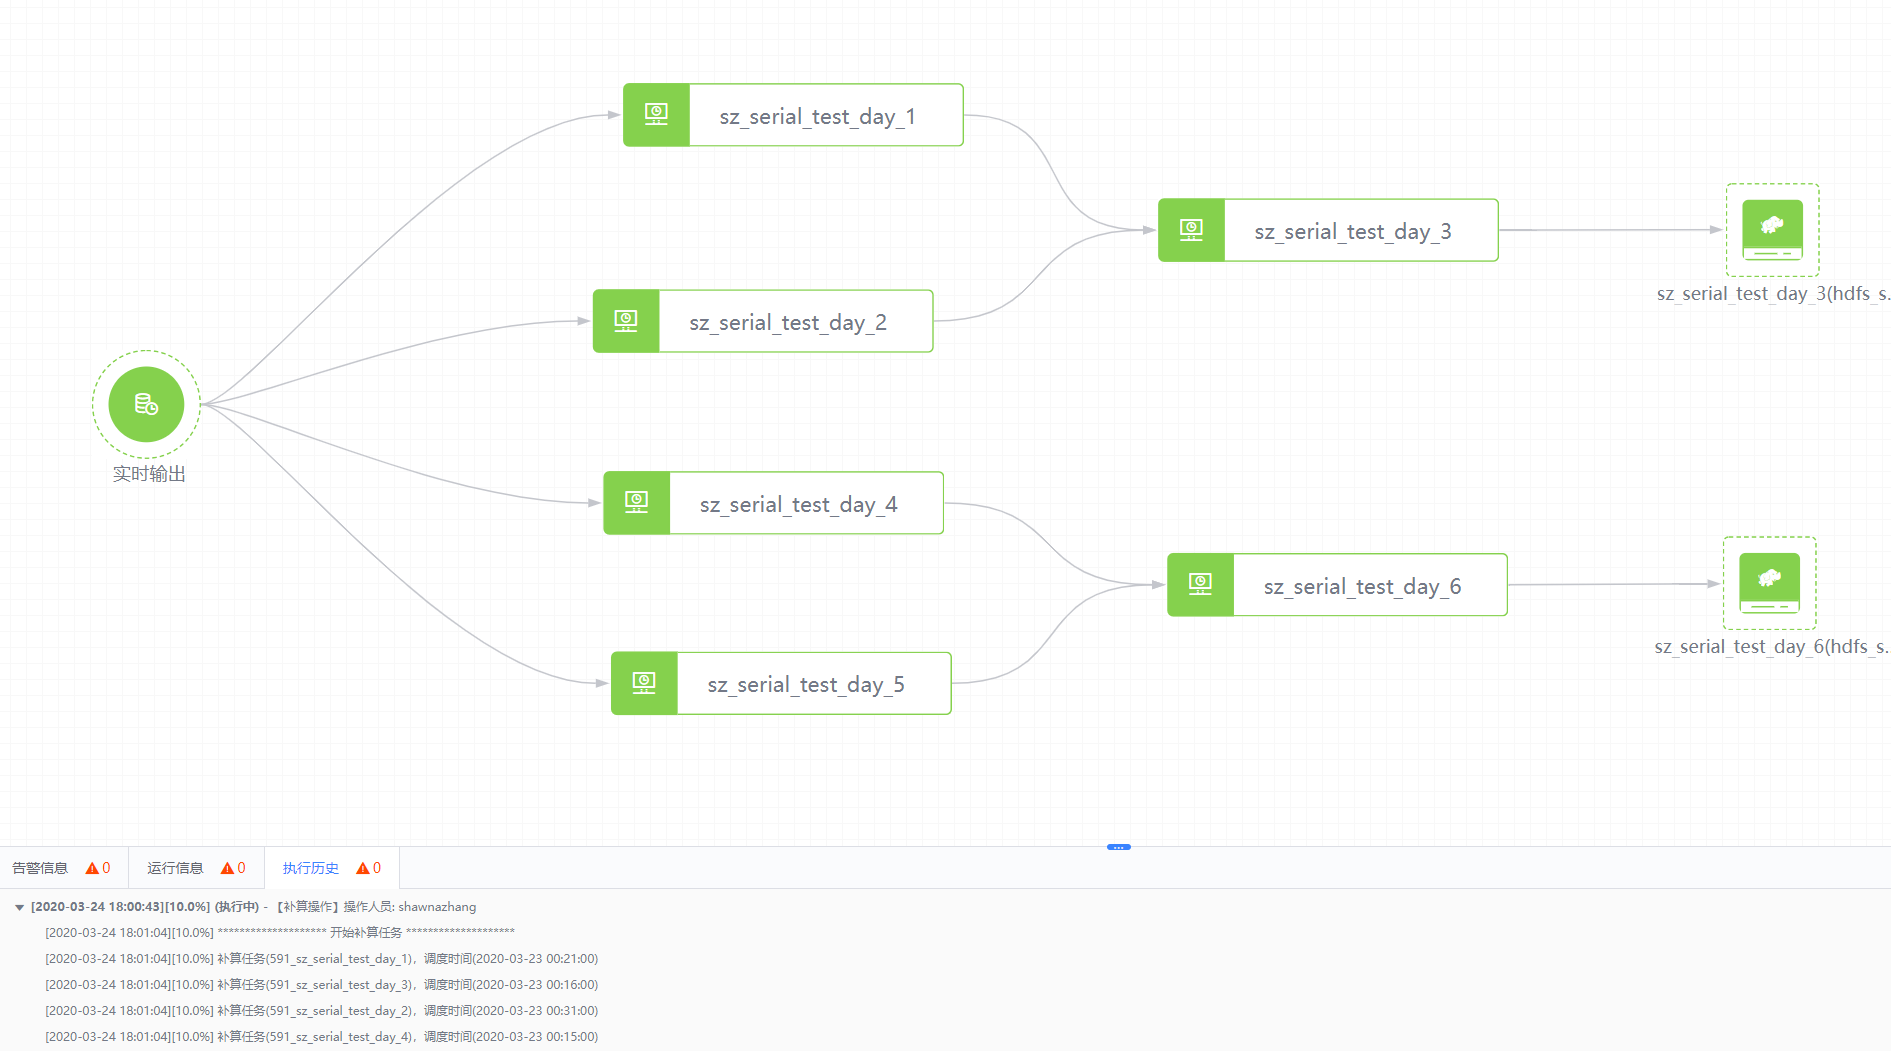 sz_serial_test_day_1
sz_serial_test_day_3
sz_serial_test_day_3(hdfs_s.
sz_serial_test_day_2
实时输出
sz_serial_test_day_4
sz_serial_test_day_6
sz_serial_test_day_6(hdfs_s.
sz_serial_test_day_5
告警信息 0 运行信息 0 执行历史 0
[2020-03-24 18:00:43][10.0%] (执行中) - 【补算操作】操作人员: shawnazhang
[2020-03-24 18:01:04][10.0%] ******************** 开始补算任务 ********************
[2020-03-24 18:01:04][10.0%] 补算任务(591_sz_serial_test_day_1)，调度时间(2020-03-23 00:21:00)
[2020-03-24 18:01:04][10.0%] 补算任务(591_sz_serial_test_day_3)，调度时间(2020-03-23 00:16:00)
[2020-03-24 18:01:04][10.0%] 补算任务(591_sz_serial_test_day_2)，调度时间(2020-03-23 00:31:00)
[2020-03-24 18:01:04][10.0%] 补算任务(591_sz_serial_test_day_4)，调度时间(2020-03-23 00:15:00)